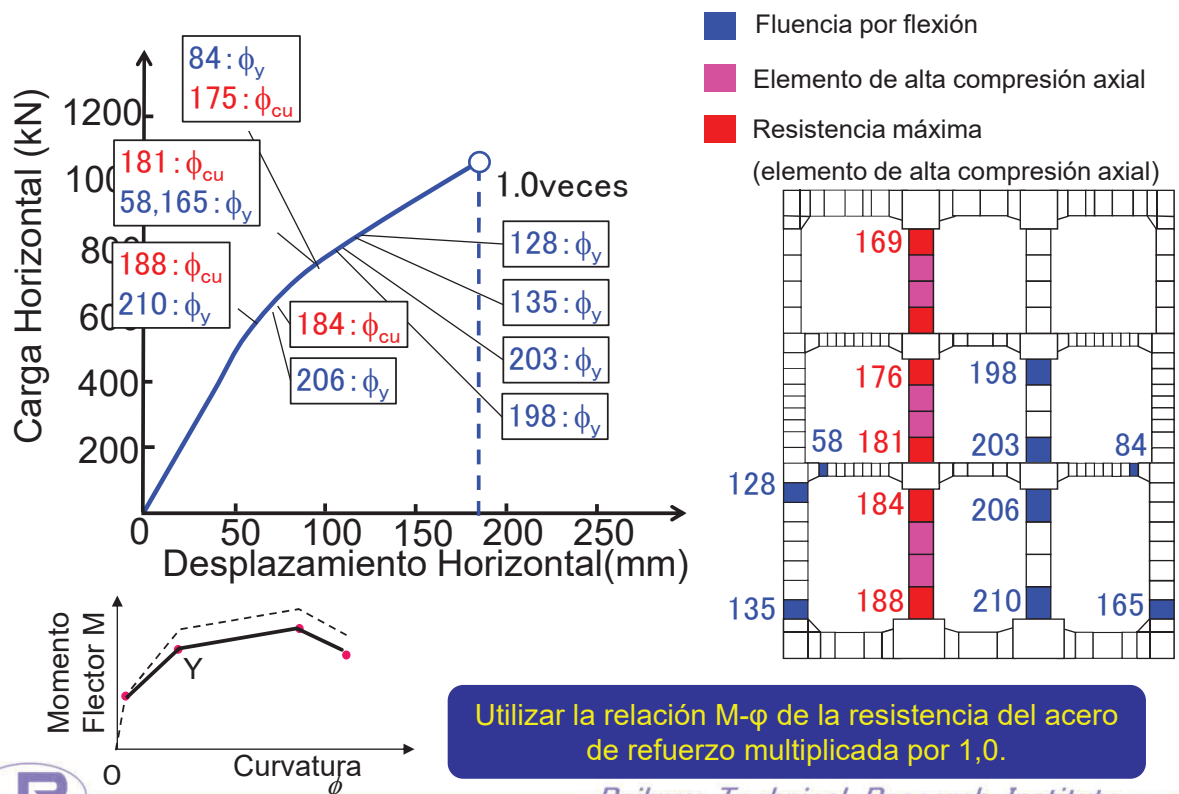 Fluencia por flexión
Elemento de alta compresión axial
Resistencia máxima
(elemento de alta compresión axial)
Carga Horizontal (kN)
1200
800
400
200
0
50
100
150
200
250
Desplazamiento Horizontal(mm)
84:ϕy
175:ϕcu
181:ϕcu
58,165:ϕy
188:ϕcu
210:ϕy
184:ϕcu
206:ϕy
1.0veces
128:ϕy
135:ϕy
203:ϕy
198:ϕy
169
176
198
58
181
203
84
128
184
206
135
188
210
165
Momento
Flector M
Y
O
Curvatura
ϕ
Utilizar la relación M-φ de la resistencia del acero
de refuerzo multiplicada por 1,0.